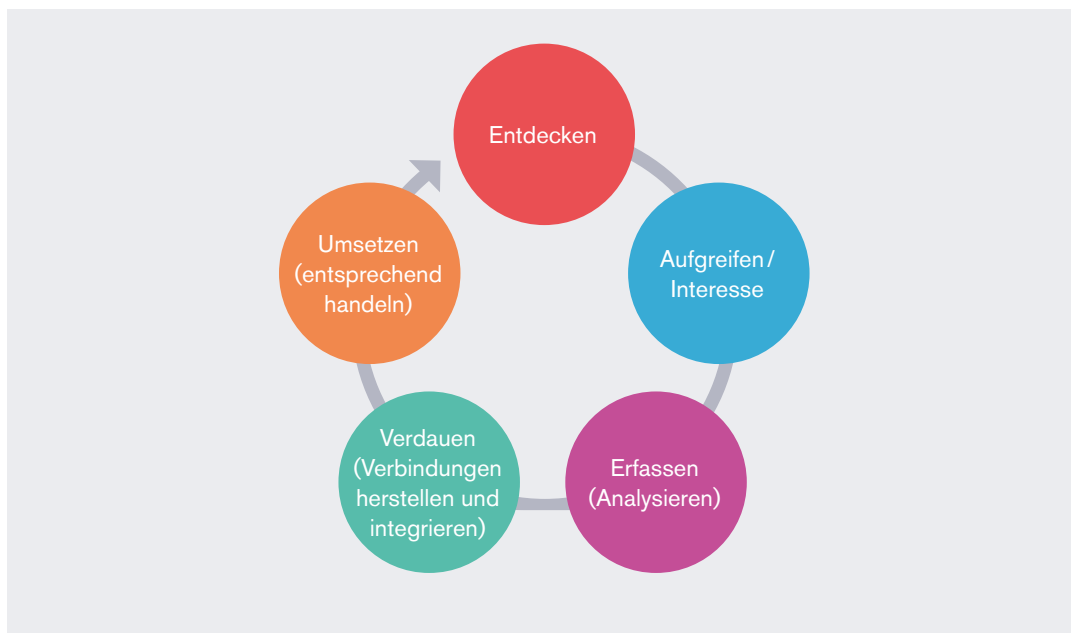 Entdecken
Aufgreifen/
Interesse
Erfassen
(Analysieren)
Verdauen
(Verbindungen
herstellen und
integrieren)
Umsetzen
(entsprechend
handeln)